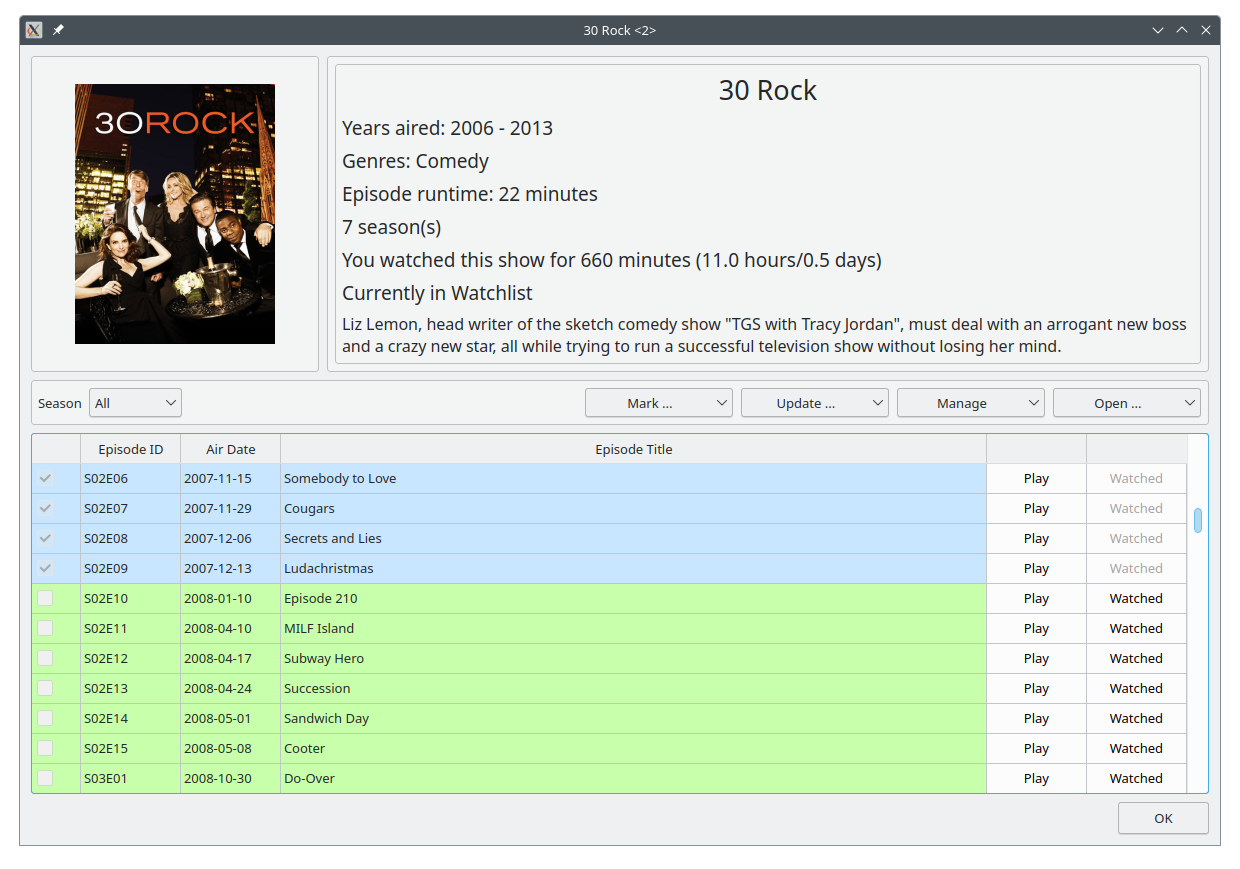 30 Rock <2>
30ROCK
30 Rock
Years aired: 2006 - 2013
Genres: Comedy
Episode runtime: 22 minutes
7 season(s)
You watched this show for 660 minutes (11.0 hours/0.5 days)
Currently in Watchlist
Liz Lemon, head writer of the sketch comedy show "TGS with Tracy Jordan", must deal with an arrogant new boss
and a crazy new star, all while trying to run a successful television show without losing her mind.
Season All Mark ... Update ... Manage Open ...
Episode ID Air Date Episode Title
S02E06 2007-11-15 Somebody to Love Play Watched
S02E07 2007-11-29 Cougars Play Watched
S02E08 2007-12-06 Secrets and Lies Play Watched
S02E09 2007-12-13 Ludachristmas Play Watched
S02E10 2008-01-10 Episode 210 Play Watched
S02E11 2008-04-10 MILF Island Play Watched
S02E12 2008-04-17 Subway Hero Play Watched
S02E13 2008-04-24 Succession Play Watched
S02E14 2008-05-01 Sandwich Day Play Watched
S02E15 2008-05-08 Cooter Play Watched
S03E01 2008-10-30 Do-Over Play Watched
OK